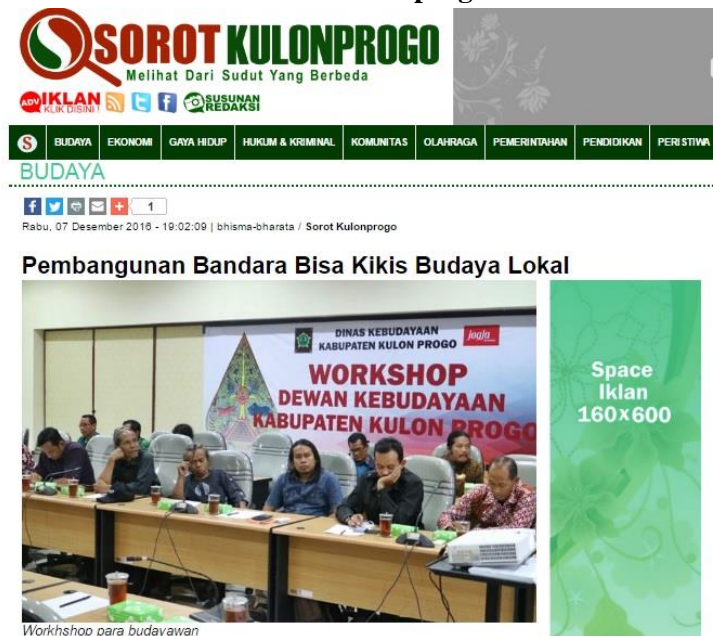 SOROT KULONPROGO
Melihat Dari Sudut Yang Berbeda
ADV IKLAN KLIK DISINI ! SUSUNAN REDAKSI
S BUDAYA EKONOMI GAYA HIDUP HUKUM & KRIMINAL KOMUNITAS OLAHRAGA PEMERINTAHAN PENDIDIKAN PERISTIWA
BUDAYA
1
Rabu, 07 Desember 2016 - 19:02:09 | bhisma-bharata / Sorot Kulonprogo
Pembangunan Bandara Bisa Kikis Budaya Lokal
DINAS KEBUDAYAAN
KABUPATEN KULON PROGO
jogja
WORKSHOP
DEWAN KEBUDAYAAN
KABUPATEN KULON PROGO
Space
Iklan
160x600
Workhshop para budayawan